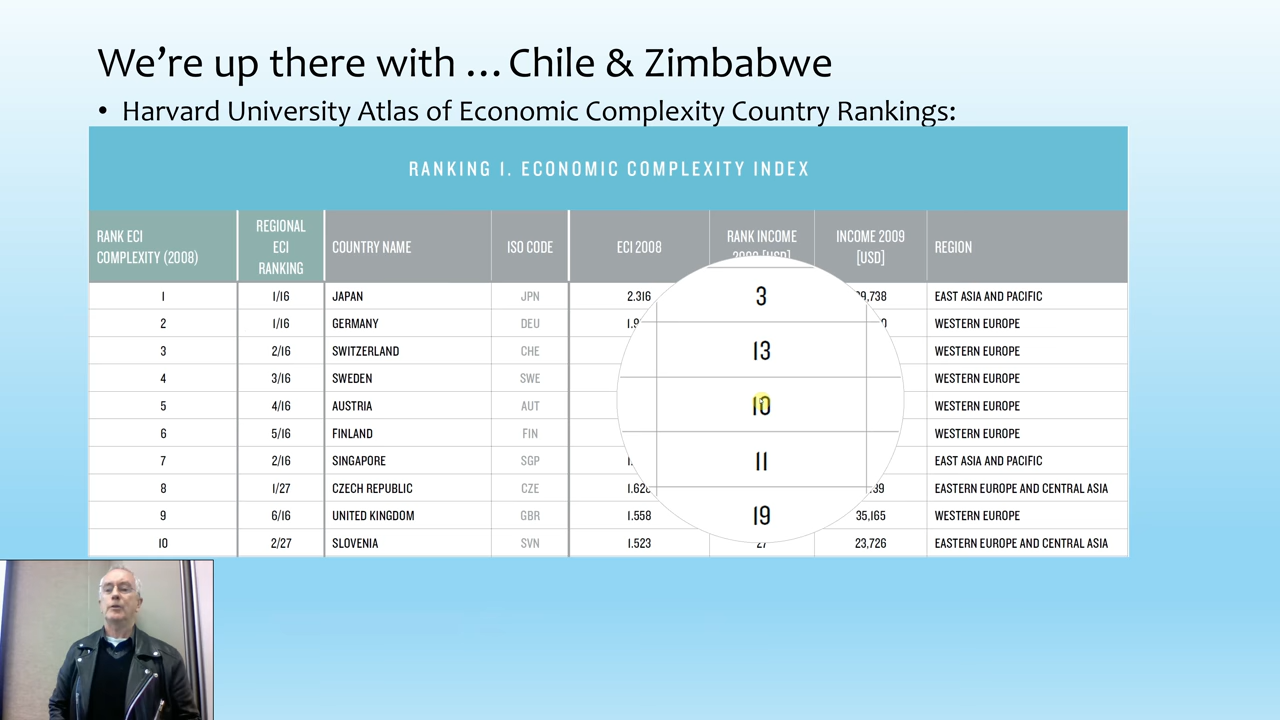 We're up there with … Chile & Zimbabwe
• Harvard University Atlas of Economic Complexity Country Rankings:
RANKING 1. ECONOMIC COMPLEXITY INDEX
RANK ECI COMPLEXITY (2008) REGIONAL ECI RANKING COUNTRY NAME ISO CODE ECI 2008 RANK INCOME INCOME 2009 [USD] REGION
1 1/16 JAPAN JPN 2.316 3 EAST ASIA AND PACIFIC
2 1/16 GERMANY DEU WESTERN EUROPE
3 2/16 SWITZERLAND CHE 13 WESTERN EUROPE
4 3/16 SWEDEN SWE WESTERN EUROPE
5 4/16 AUSTRIA AUT 10 WESTERN EUROPE
6 5/16 FINLAND FIN WESTERN EUROPE
7 2/16 SINGAPORE SGP 11 EAST ASIA AND PACIFIC
8 1/27 CZECH REPUBLIC CZE EASTERN EUROPE AND CENTRAL ASIA
9 6/16 UNITED KINGDOM GBR 1.558 19 35,165 WESTERN EUROPE
10 2/27 SLOVENIA SVN 1.523 27 23,726 EASTERN EUROPE AND CENTRAL ASIA